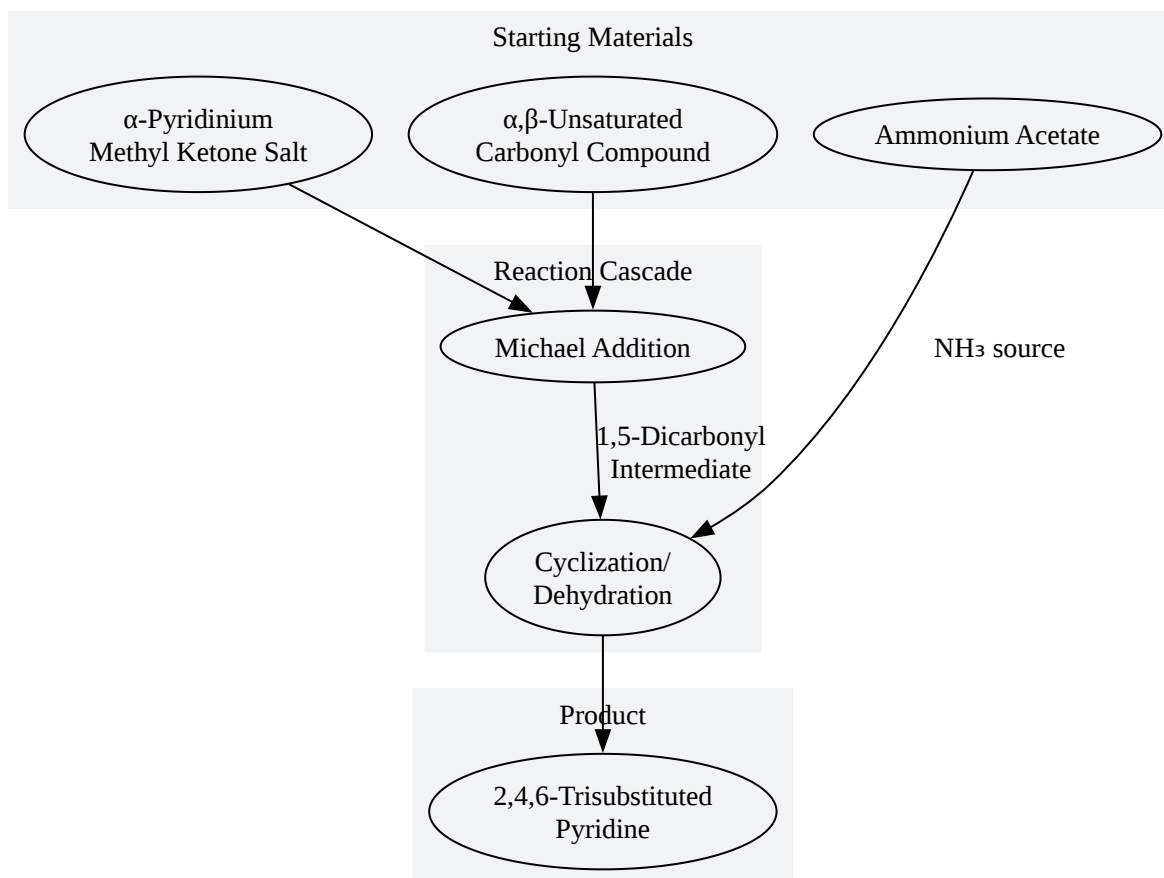 Starting Materials
α-Pyridinium
Methyl Ketone Salt
α,β-Unsaturated
Carbonyl Compound
Ammonium Acetate
Reaction Cascade
Michael Addition
NH₃ source
1,5-Dicarbonyl
Intermediate
Cyclization/
Dehydration
Product
2,4,6-Trisubstituted
Pyridine